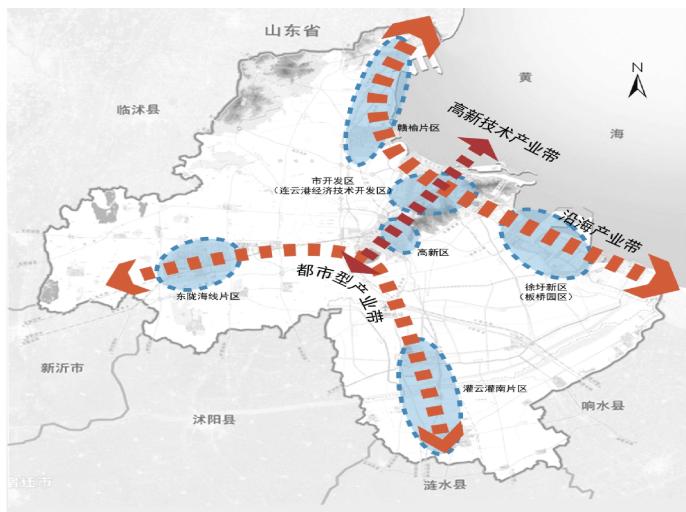 山东省
黄
N
临沭县
高新技术产业带
海
赣榆片区
市开发区
（连云港经济技术开发区）
沿海产业带
高新区
都市型产业带
徐圩新区
（板桥园区）
东陇海线片区
新沂市
灌云灌南片区
沭阳县
响水县
涟水县
宿迁市